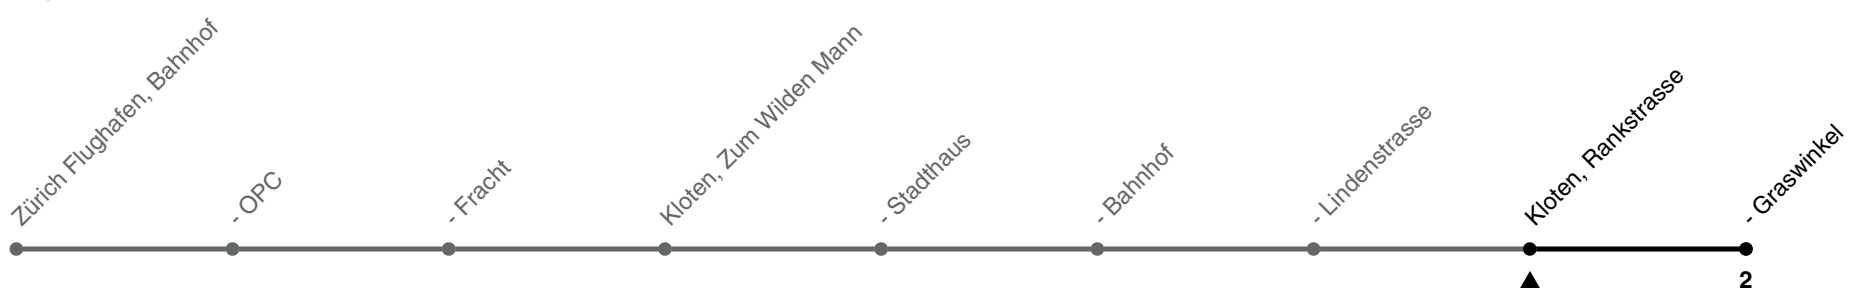 Zürich Flughafen, Bahnhof
- OPC
- Fracht
Kloten, Zum Wilden Mann
- Stadthaus
- Bahnhof
- Lindenstrasse
Kloten, Rankstrasse
- Graswinkel
2